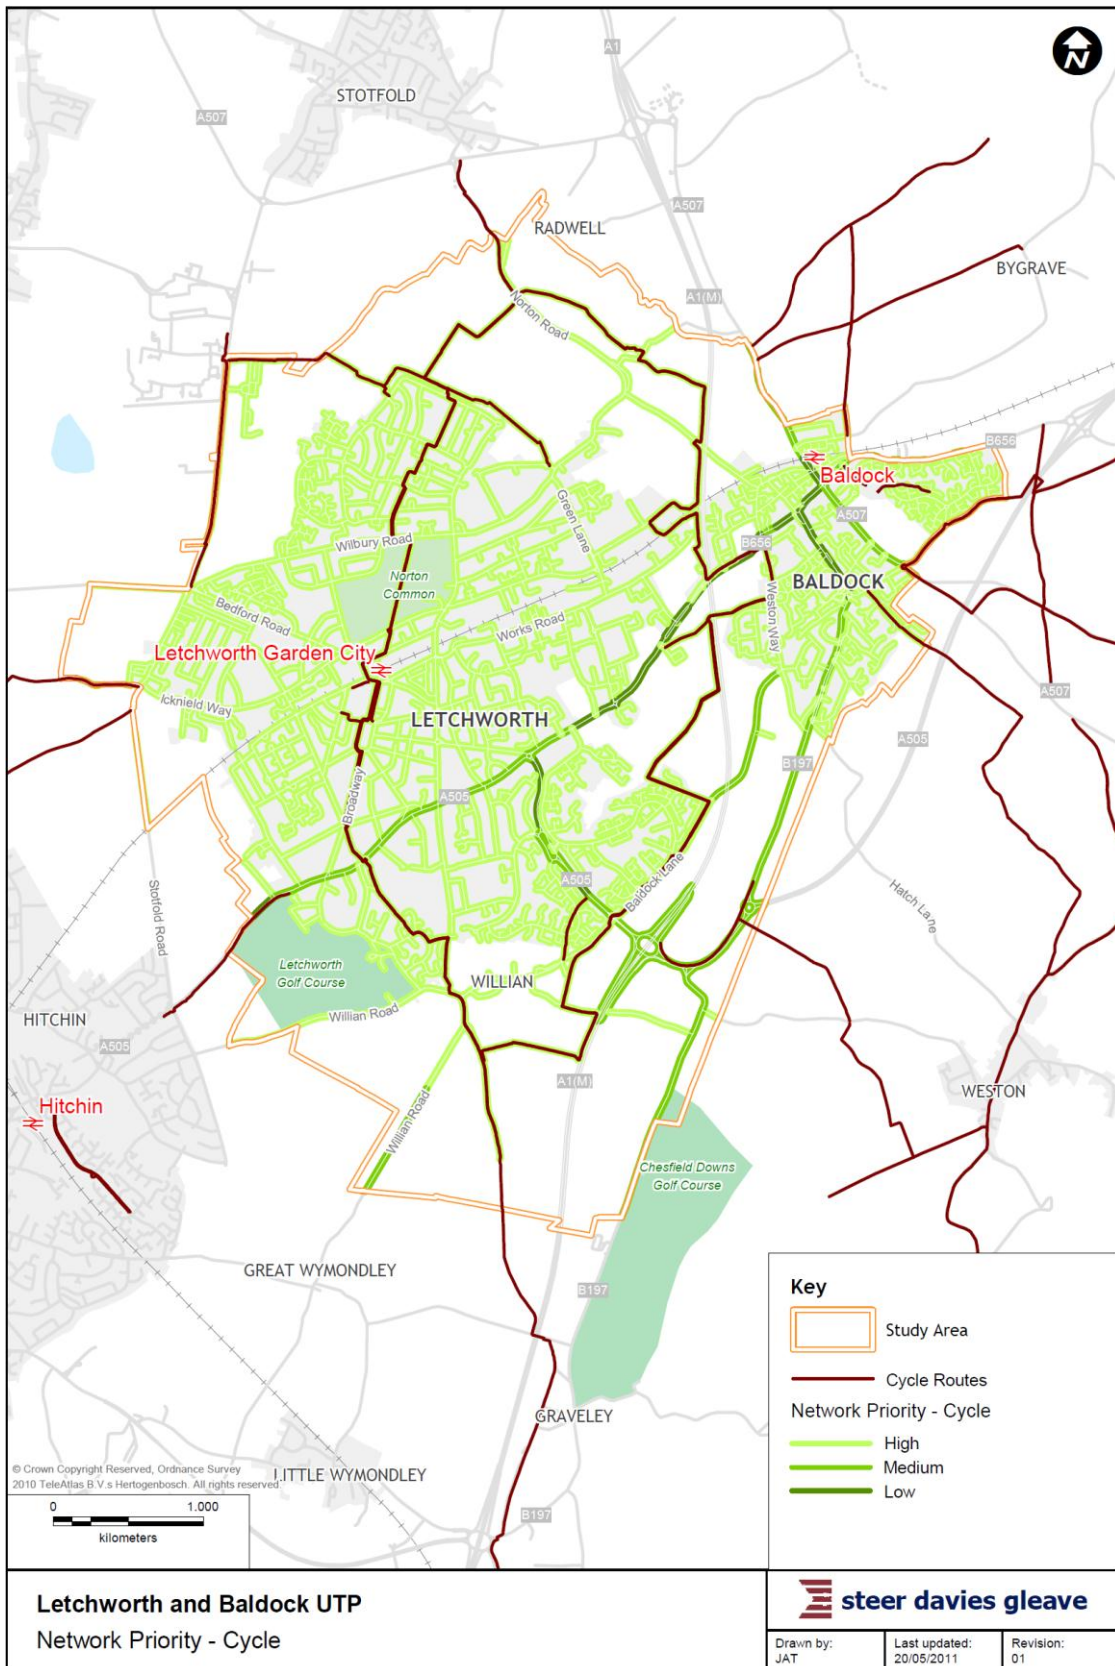 N
A1
STOTFOLD
A507
A507
RADWELL
BYGRAVE
A1(M)
Norton Road
B656
Baldock
A507
Green Lane
Wilbury Road
B656
Norton
Common
BALDOCK
Weston Way
Bedford Road
Works Road
Letchworth Garden City
Icknield Way
A507
LETCHWORTH
A505
B197
Broadway
A505
A505
Baldock Lane
Stotfold Road
Hatch Lane
Letchworth
Golf Course
WILLIAN
Willian Road
HITCHIN
A505
A1(M)
WESTON
Hitchin
Willian Road
Chesfield Downs
Golf Course
GREAT WYMONDLEY
B197
GRAVELEY
LITTLE WYMONDLEY
B197
© Crown Copyright Reserved, Ordnance Survey
2010 TeleAtlas B.V.s Hertogenbosch. All rights reserved.
0 1.000
kilometers
Key
Study Area
Cycle Routes
Network Priority - Cycle
High
Medium
Low
Letchworth and Baldock UTP
Network Priority - Cycle
steer davies gleave
Drawn by:
JAT
Last updated:
20/05/2011
Revision:
01